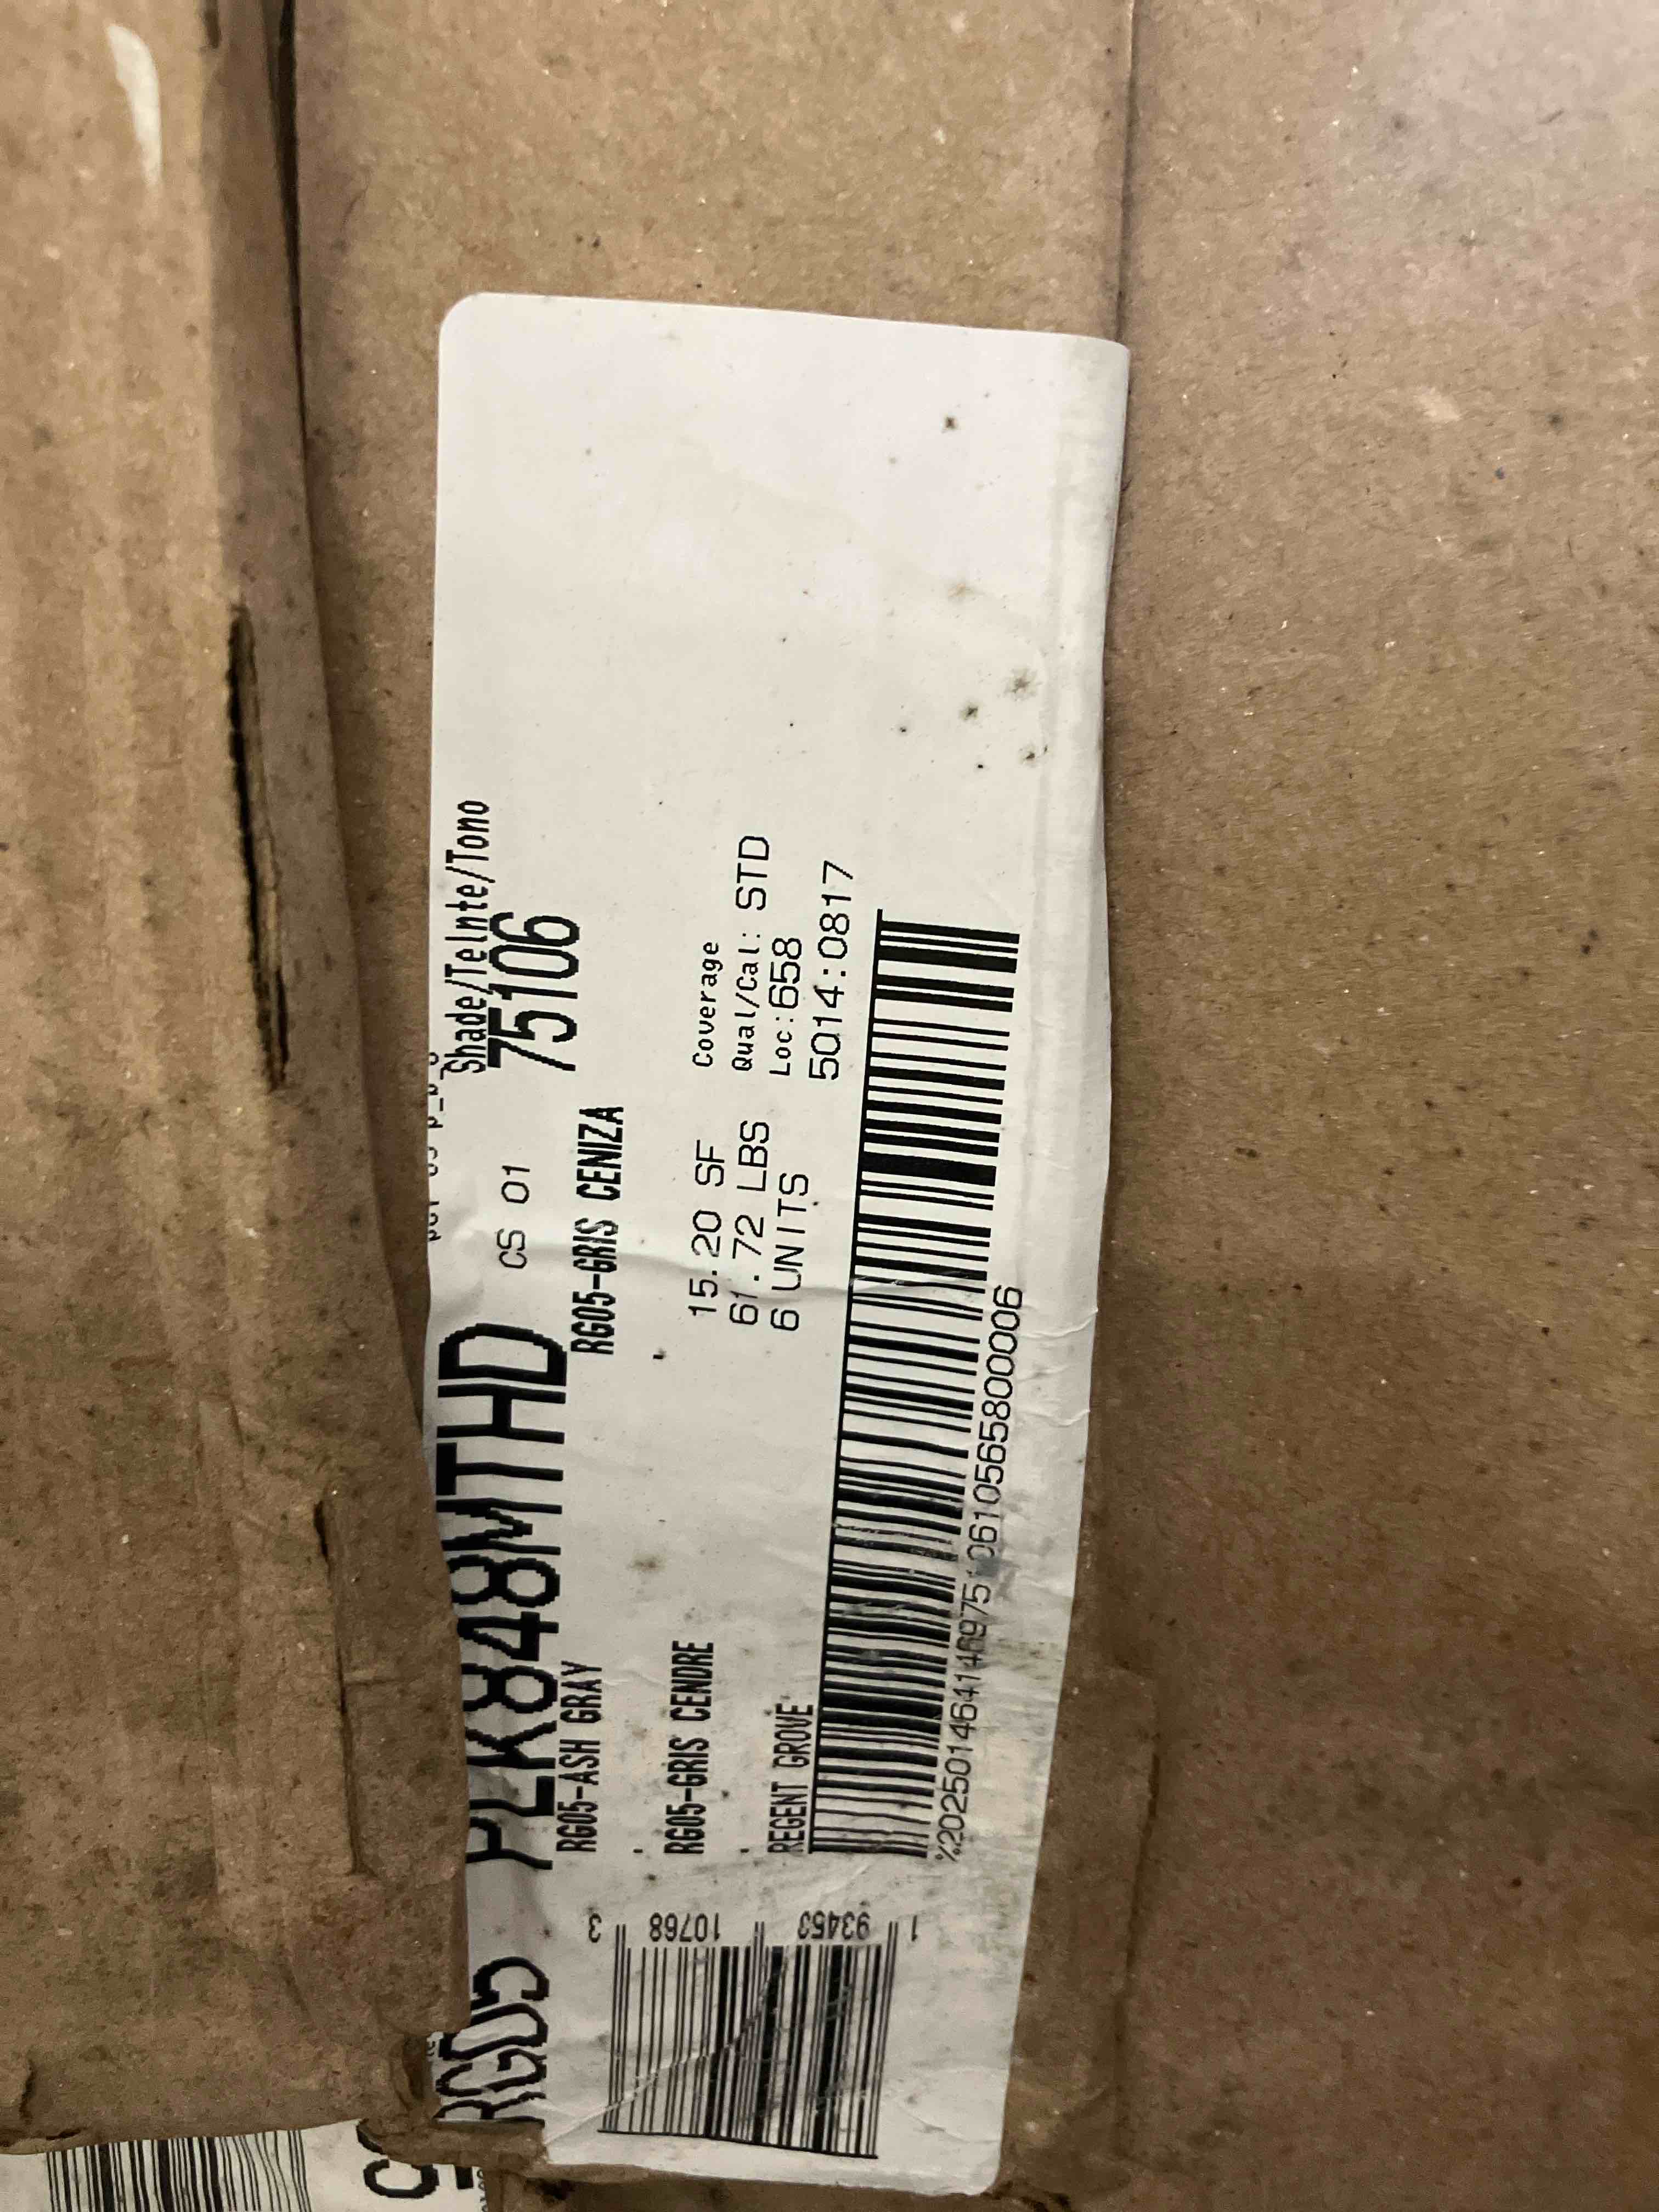 Shade/TeInte/Tono
RG05 PLK848MTHD CS 01 75106
RG05-ASH GRAY RG05-GRIS CENIZA
RG05-GRIS CENDRE
15.20 SF Coverage
61.72 LBS Qual/Cal: STD
6 UNITS Loc:658
REGENT GROVE
5014:0817
1 93453 10768 3